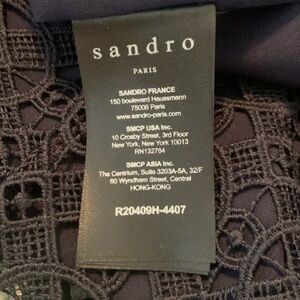 sandro
PARIS
SANDRO FRANCE
150 boulevard Haussmann
75008 Paris
www.sandro-paris.com
SMCP USA Inc.
10 Crosby Street, 3rd Floor
New York, New York 10013
RN132784
SMCP ASIA Inc.
The Centrium, Suite 3203A-5A, 32/F
60 Wyndham Street, Central
HONG-KONG
R20409H-4407